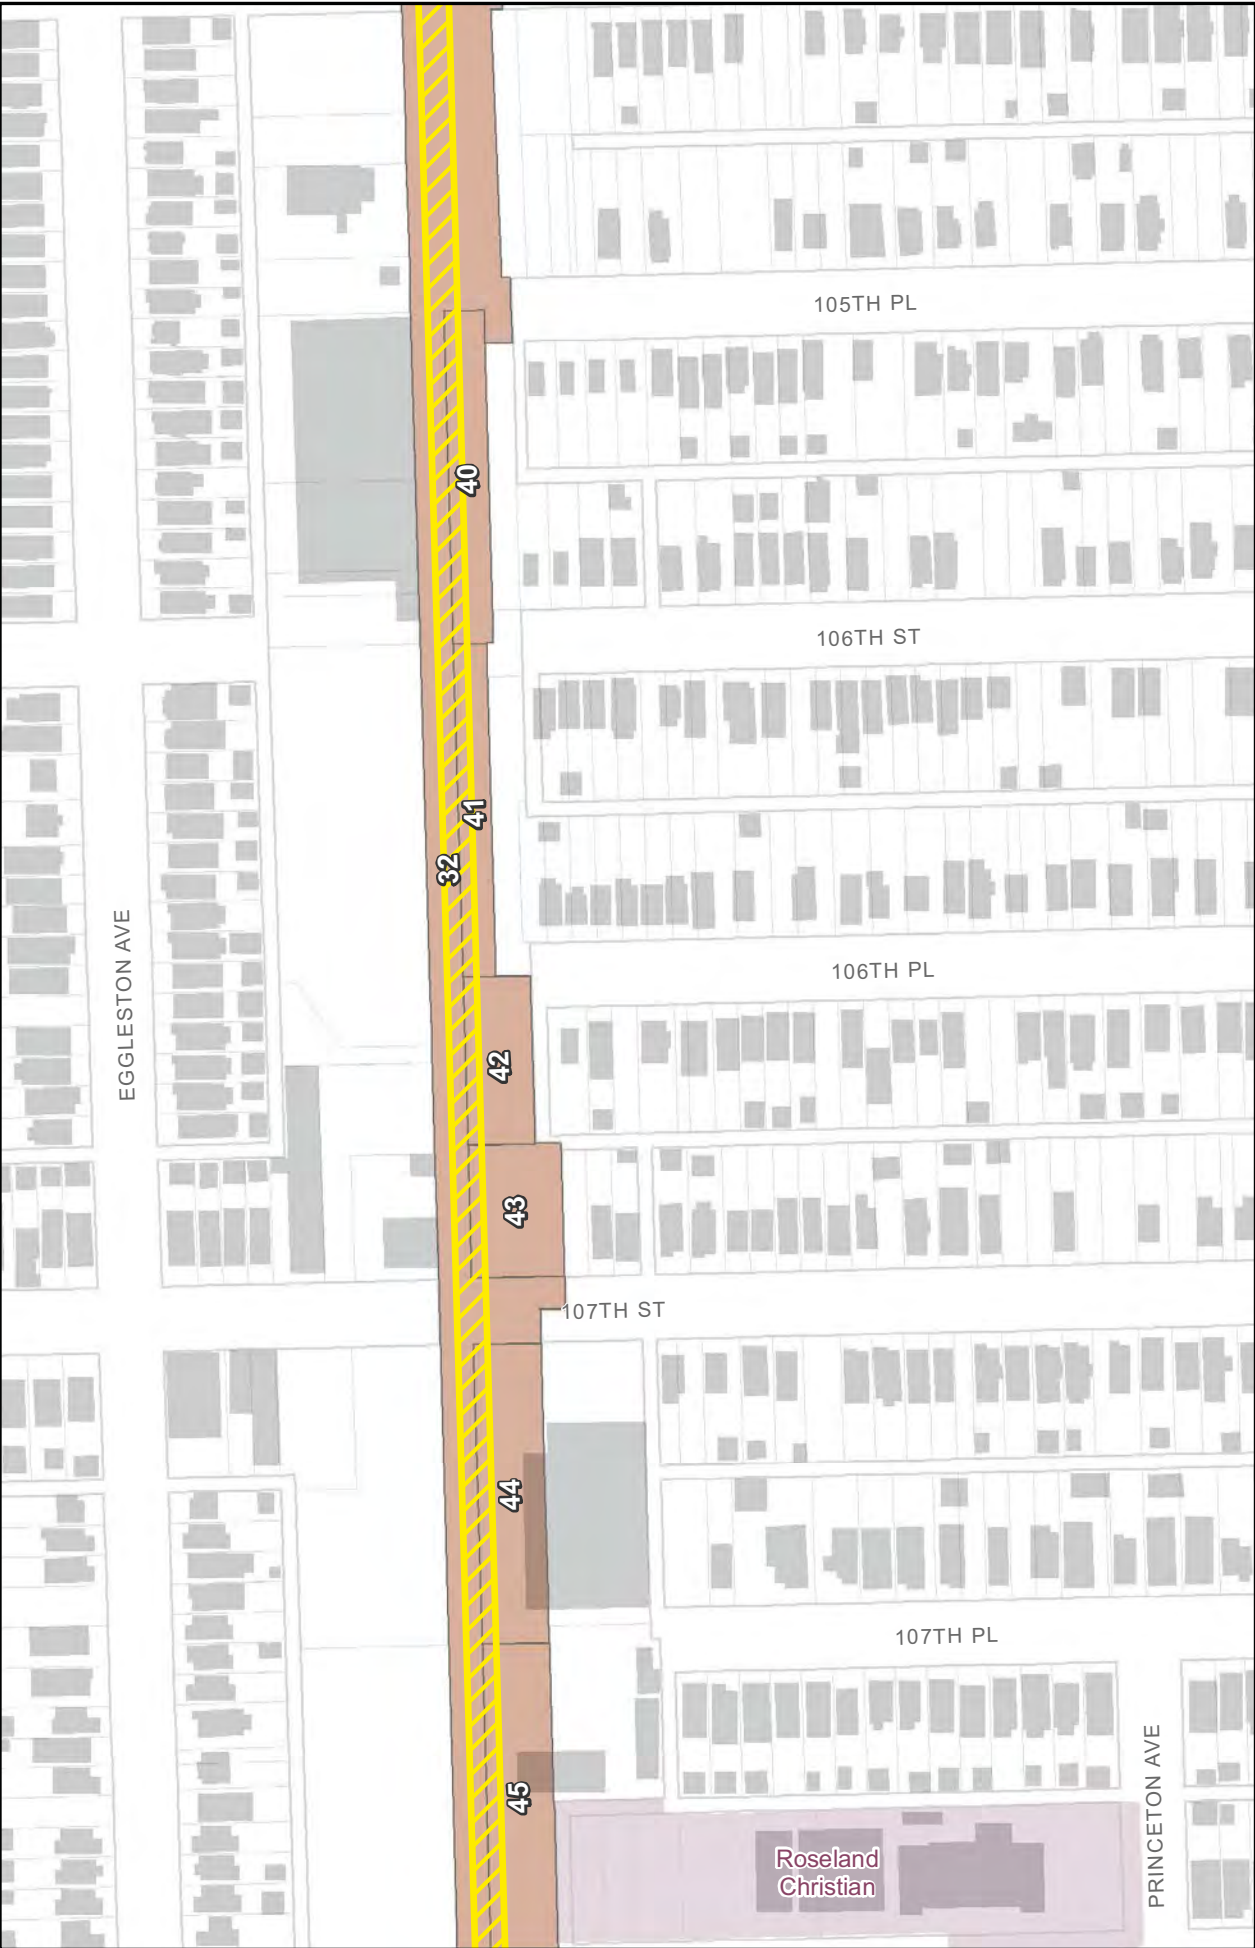 105TH PL
40
106TH ST
41
32
EGGLESTON AVE
106TH PL
42
43
107TH ST
44
107TH PL
45
PRINCETON AVE
Roseland
Christian